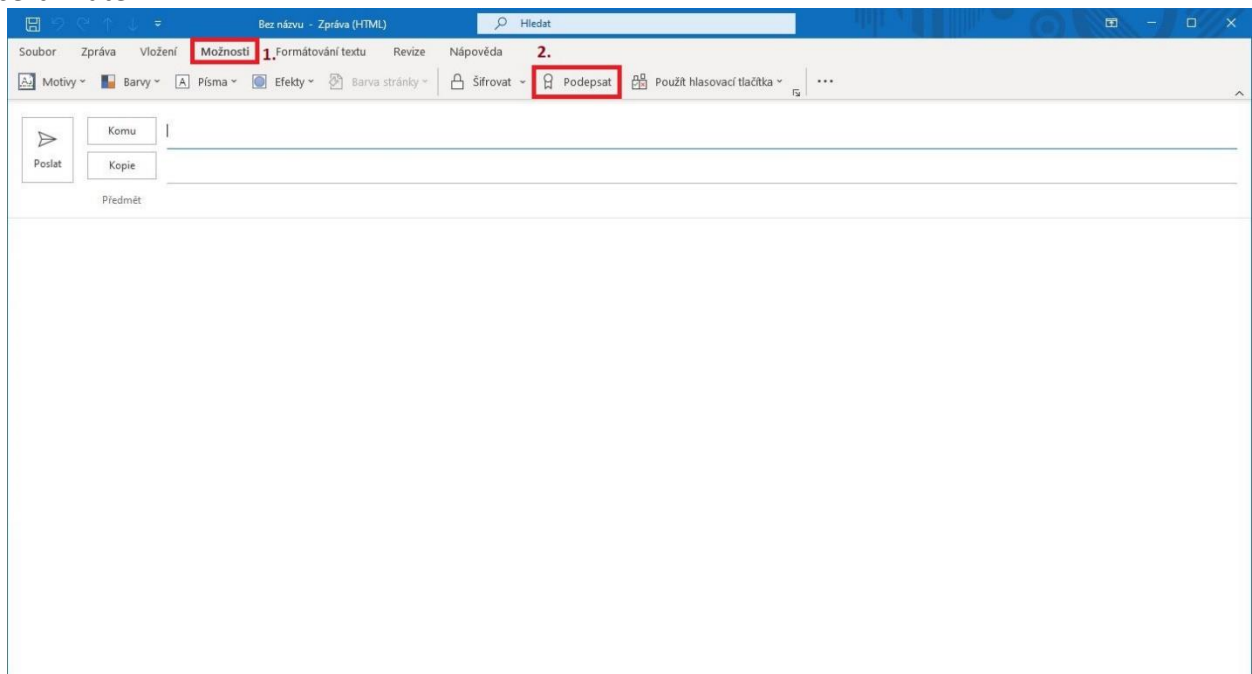 Bez názvu - Zpráva (HTML) Hledat
Soubor Zpráva Vložení Možnosti 1. Formátování textu Revize Nápověda 2.
Motivy Barvy A Písma Efekty Barva stránky Šifrovat Podepsat Použít hlasovací tlačítka ...
Komu
Poslat Kopie
Předmět